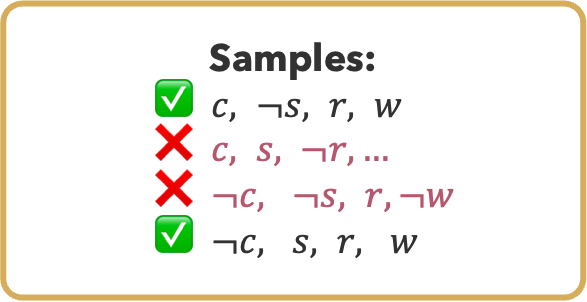 Samples:
✅ c, ¬s, r, w
❌ c, s, ¬r, ...
❌ ¬c, ¬s, r, ¬w
✅ ¬c, s, r, w